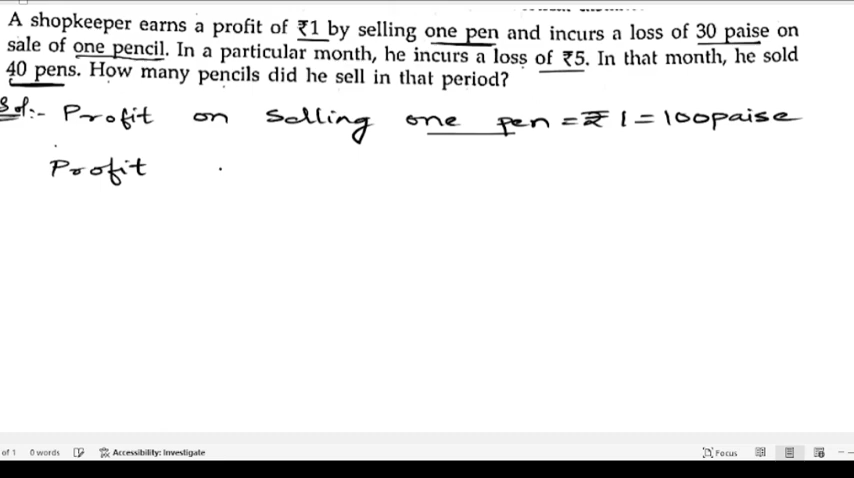 A shopkeeper earns a profit of ₹1 by selling one pen and incurs a loss of 30 paise on
sale of one pencil. In a particular month, he incurs a loss of ₹5. In that month, he sold
40 pens. How many pencils did he sell in that period?
Sol:- Profit on Selling one pen = ₹ 1 = 100paise
Profit
of 1 0 words Accessibility: Investigate Focus